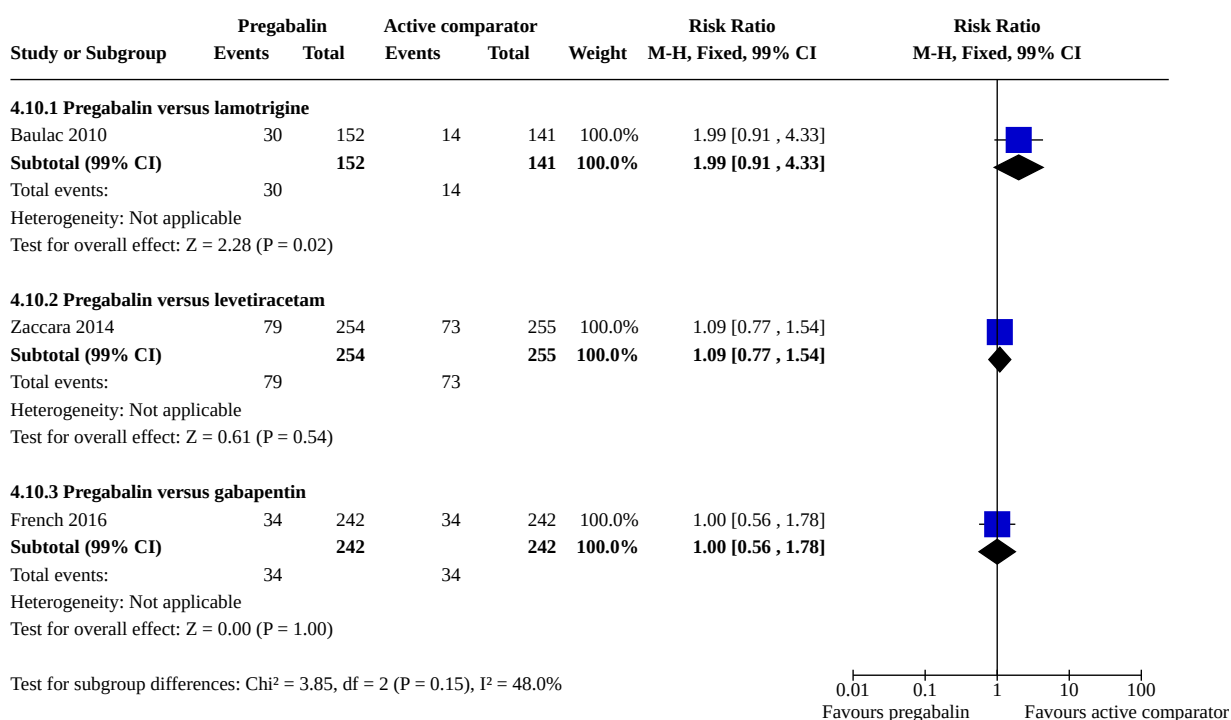 Pregabalin Active comparator Risk Ratio Risk Ratio
Study or Subgroup Events Total Events Total Weight M-H, Fixed, 99% CI M-H, Fixed, 99% CI
4.10.1 Pregabalin versus lamotrigine
Baulac 2010 30 152 14 141 100.0% 1.99 [0.91 , 4.33]
Subtotal (99% CI) 152 141 100.0% 1.99 [0.91 , 4.33]
Total events: 30 14
Heterogeneity: Not applicable
Test for overall effect: Z = 2.28 (P = 0.02)
4.10.2 Pregabalin versus levetiracetam
Zaccara 2014 79 254 73 255 100.0% 1.09 [0.77 , 1.54]
Subtotal (99% CI) 254 255 100.0% 1.09 [0.77 , 1.54]
Total events: 79 73
Heterogeneity: Not applicable
Test for overall effect: Z = 0.61 (P = 0.54)
4.10.3 Pregabalin versus gabapentin
French 2016 34 242 34 242 100.0% 1.00 [0.56 , 1.78]
Subtotal (99% CI) 242 242 100.0% 1.00 [0.56 , 1.78]
Total events: 34 34
Heterogeneity: Not applicable
Test for overall effect: Z = 0.00 (P = 1.00)
Test for subgroup differences: Chi² = 3.85, df = 2 (P = 0.15), I² = 48.0%
0.01 0.1 1 10 100
Favours pregabalin Favours active comparator